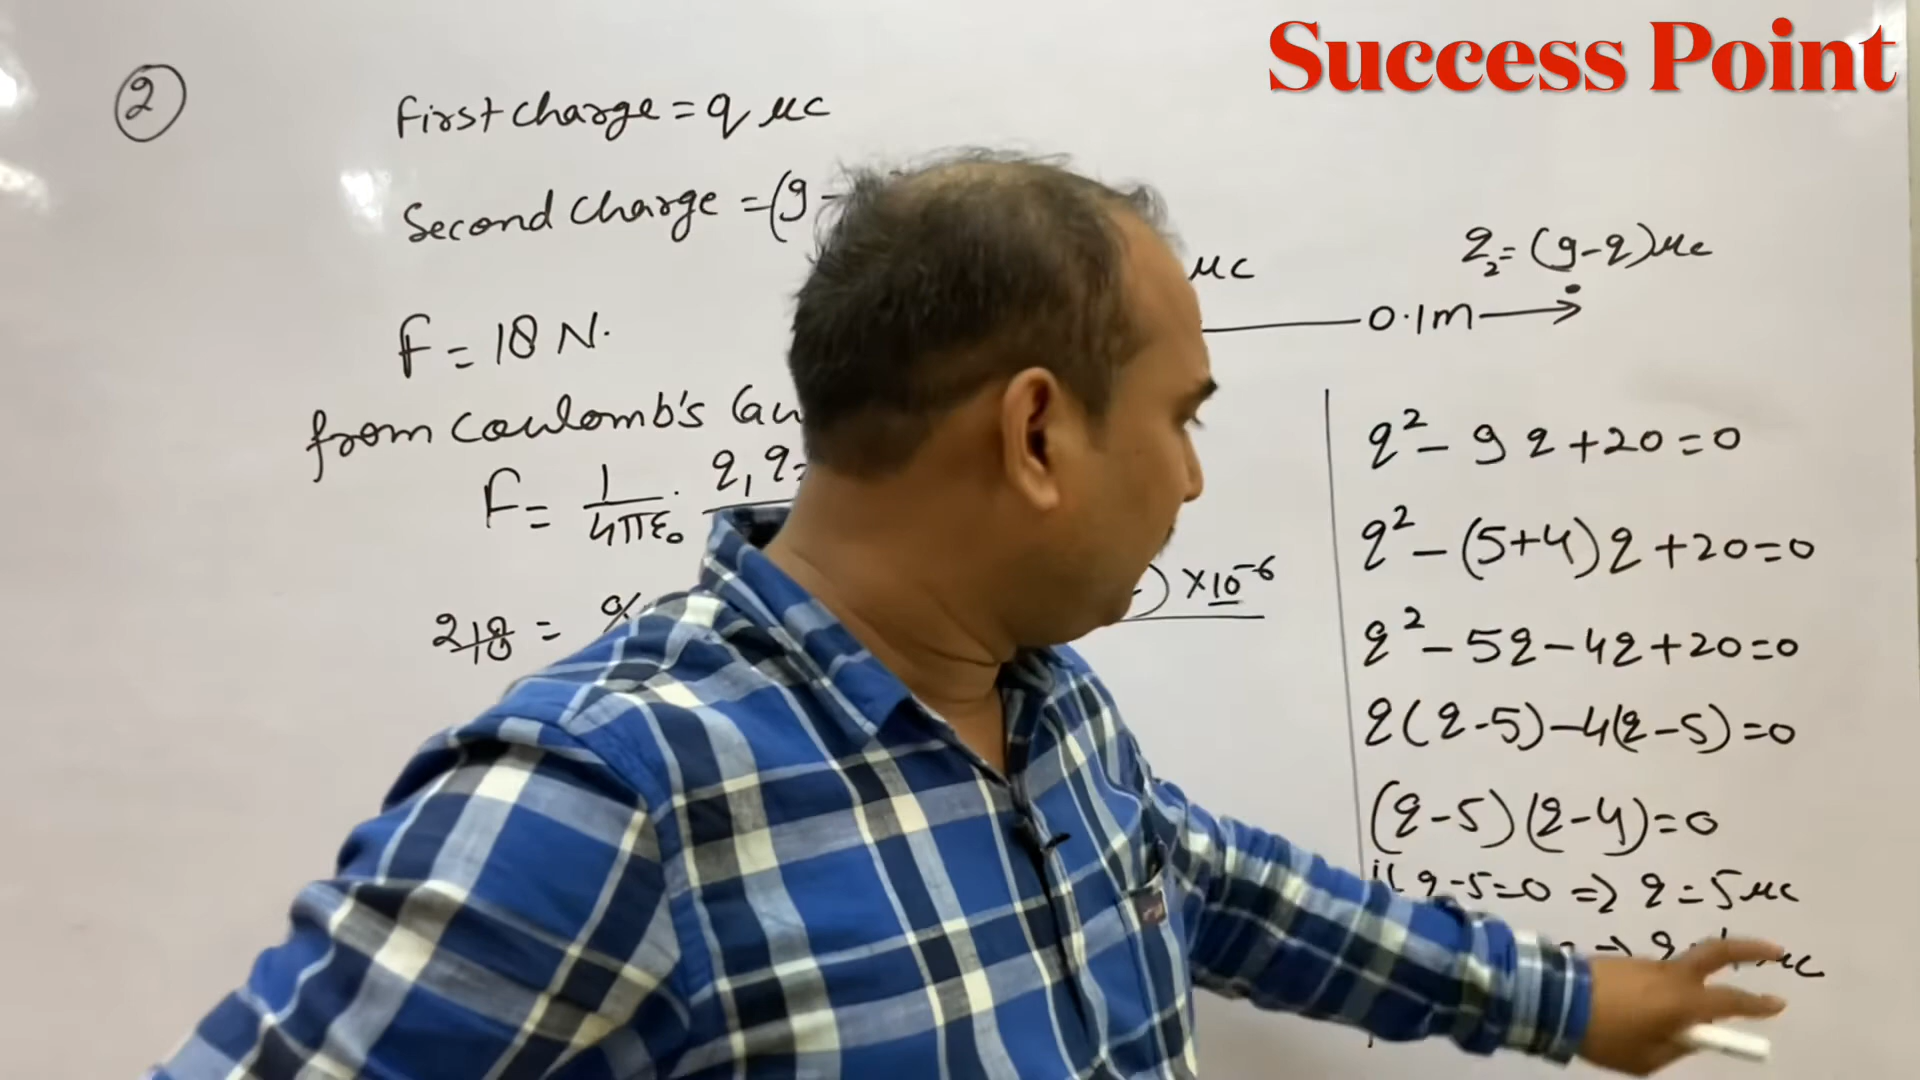 Success Point
2
First charge = q μc
Second charge = (9 -
μc
q₂ = (9-q)μc
0.1m
F = 18 N.
from Coulomb's Law
F = 1/4πε₀ . q₁q₂
218 = 9
) ×10⁻⁶
q² - 9q + 20 = 0
q² - (5+4)q + 20 = 0
q² - 5q - 4q + 20 = 0
q(q-5) - 4(q-5) = 0
(q-5)(q-4) = 0
if q-5=0 => q = 5μc
μc